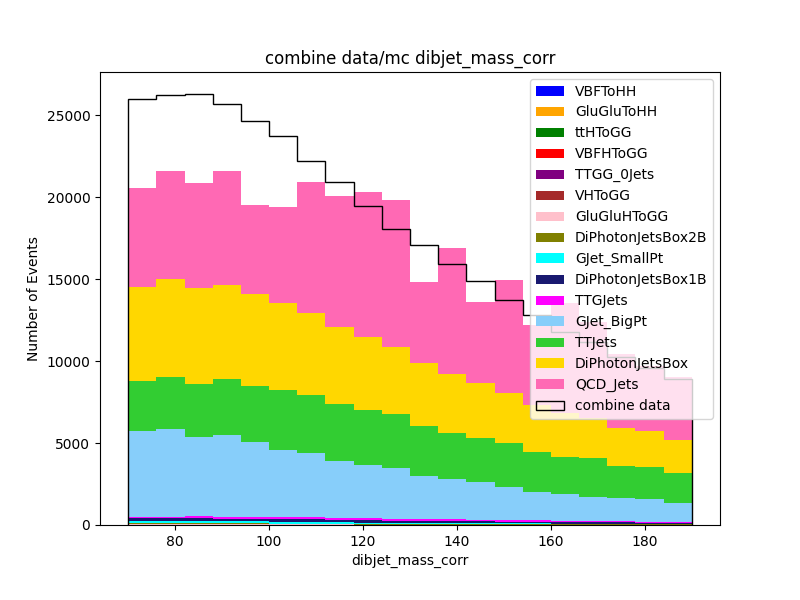 combine data/mc dibjet_mass_corr
Number of Events
25000
20000
15000
10000
5000
0
80
100
120
140
160
180
dibjet_mass_corr
VBFToHH
GluGluToHH
ttHToGG
VBFHToGG
TTGG_0Jets
VHToGG
GluGluHToGG
DiPhotonJetsBox2B
GJet_SmallPt
DiPhotonJetsBox1B
TTGJets
GJet_BigPt
TTJets
DiPhotonJetsBox
QCD_Jets
combine data